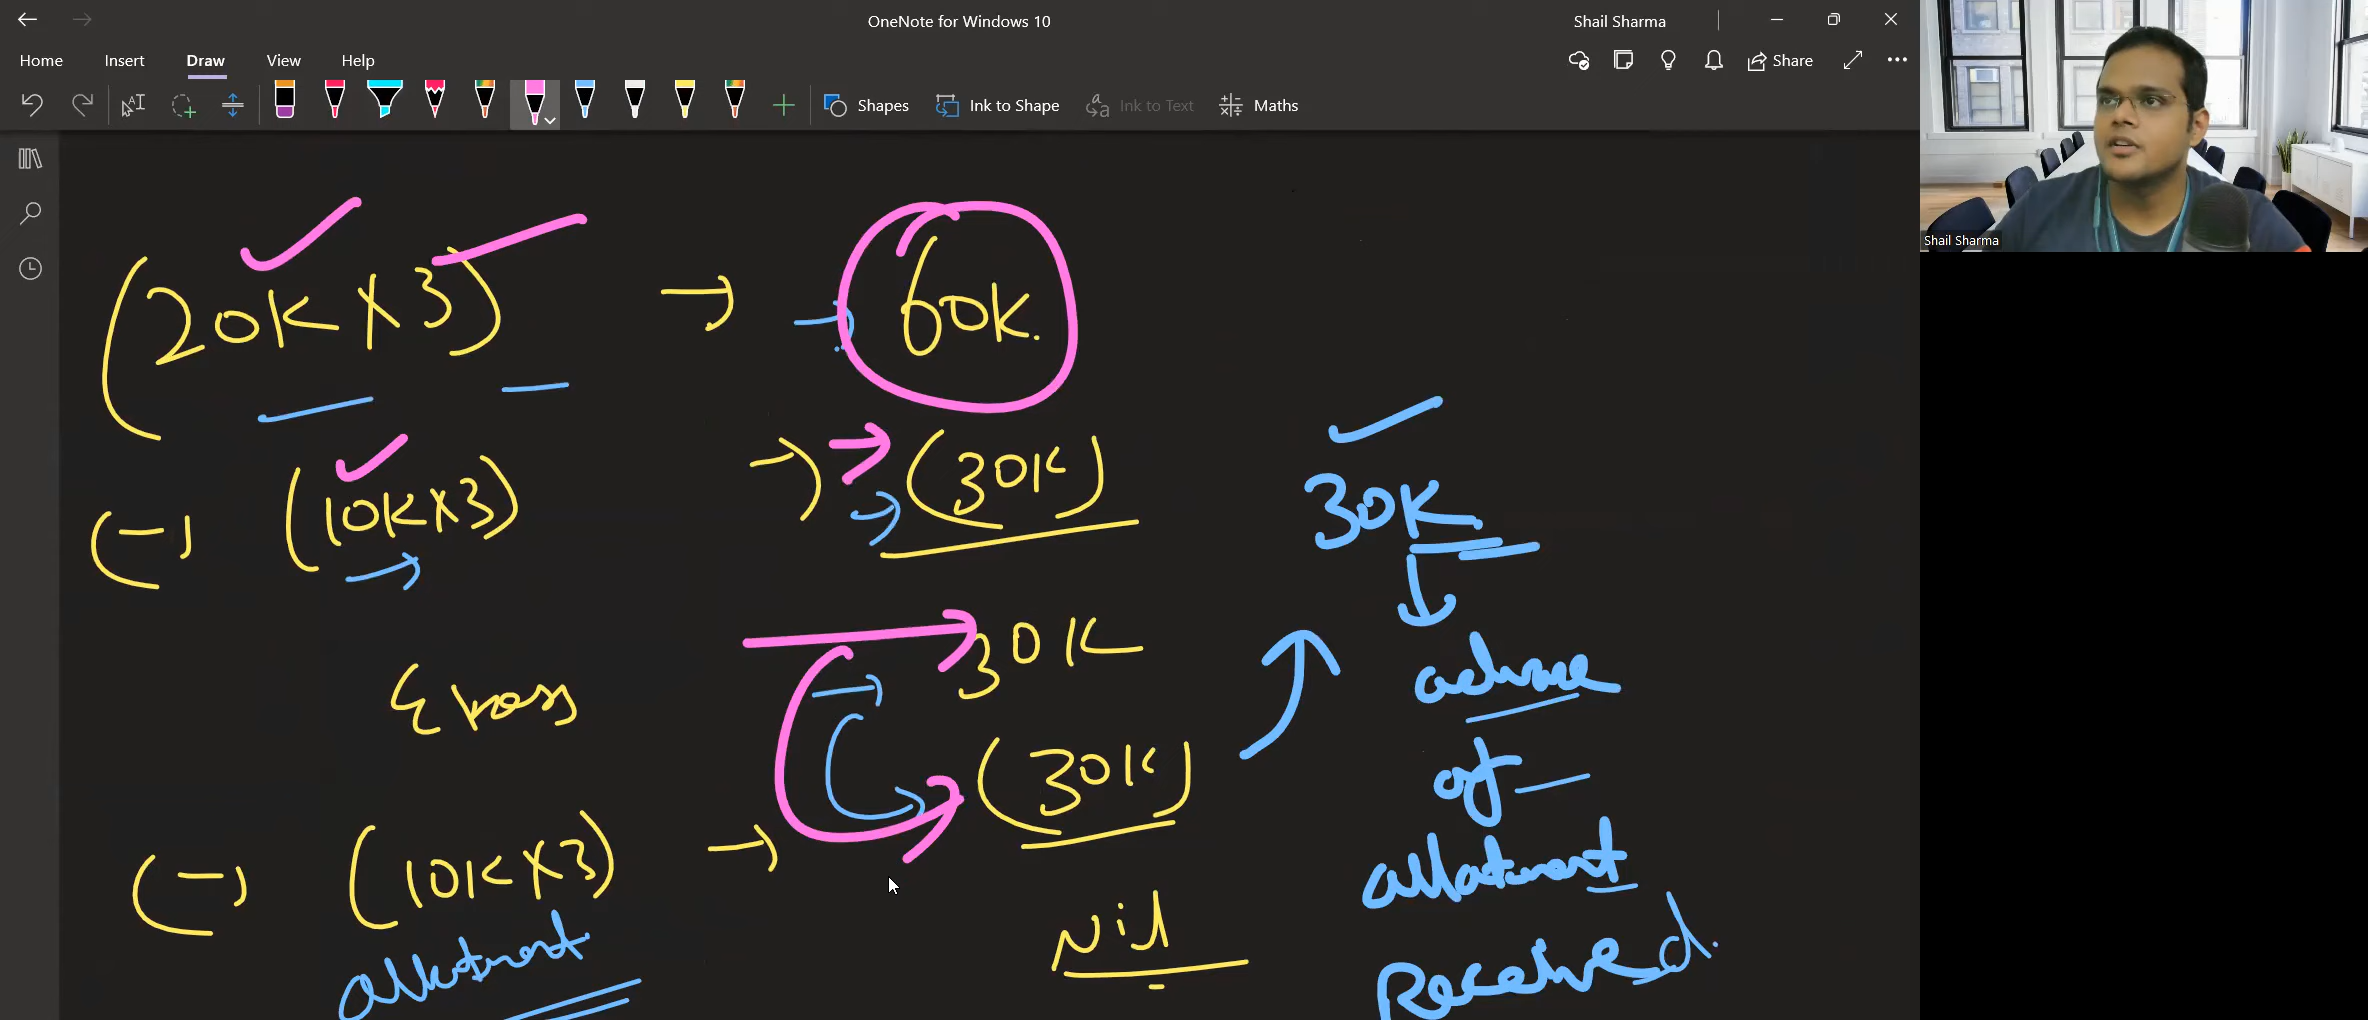 OneNote for Windows 10
Shail Sharma
Home Insert Draw View Help
Share
Shapes Ink to Shape Ink to Text Maths
Shail Sharma
(20K X 3) → 60K.
(-) (10K X 3) → (30K)
30K
30K
(30K)
(-) (10K X 3) →
allotment
Nil
30K
advance
of
allotment
Received.